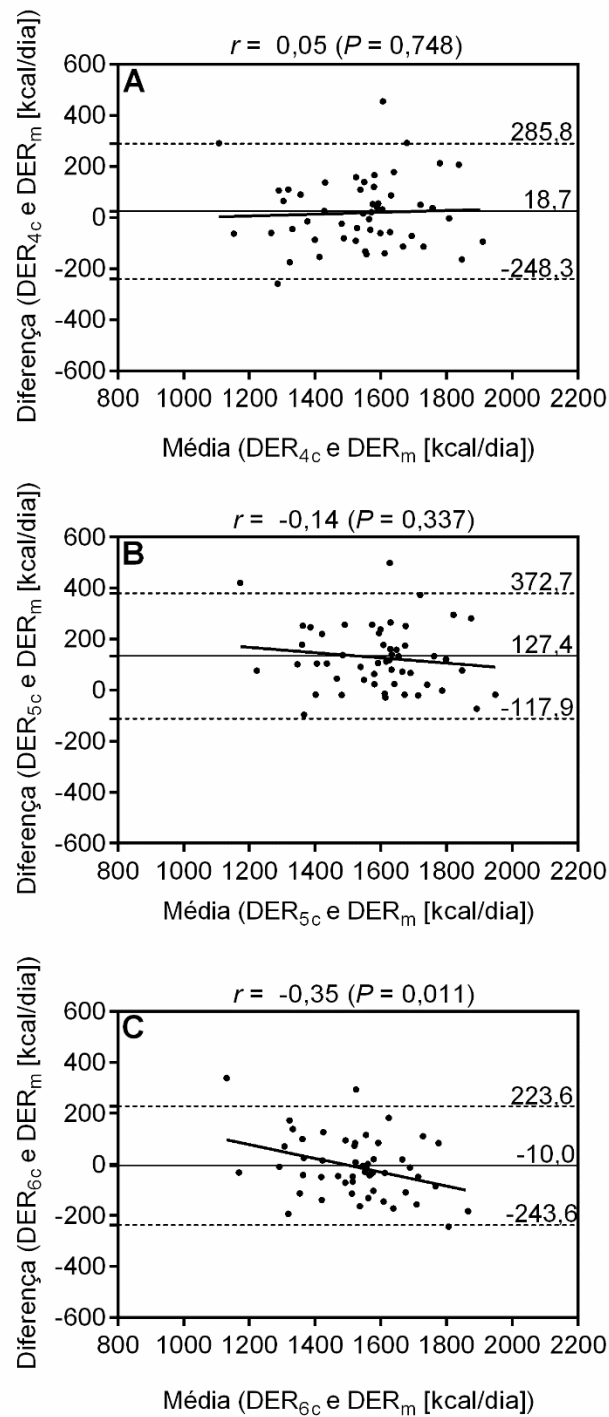 r = 0,05 (P = 0,748)
A
600
400
200
0
-200
-400
-600
285,8
18,7
-248,3
Diferença (DER4c e DERm [kcal/dia])
800 1000 1200 1400 1600 1800 2000 2200
Média (DER4c e DERm [kcal/dia])
r = -0,14 (P = 0,337)
B
600
400
200
0
-200
-400
-600
372,7
127,4
-117,9
Diferença (DER5c e DERm [kcal/dia])
800 1000 1200 1400 1600 1800 2000 2200
Média (DER5c e DERm [kcal/dia])
r = -0,35 (P = 0,011)
C
600
400
200
0
-200
-400
-600
223,6
-10,0
-243,6
Diferença (DER6c e DERm [kcal/dia])
800 1000 1200 1400 1600 1800 2000 2200
Média (DER6c e DERm [kcal/dia])